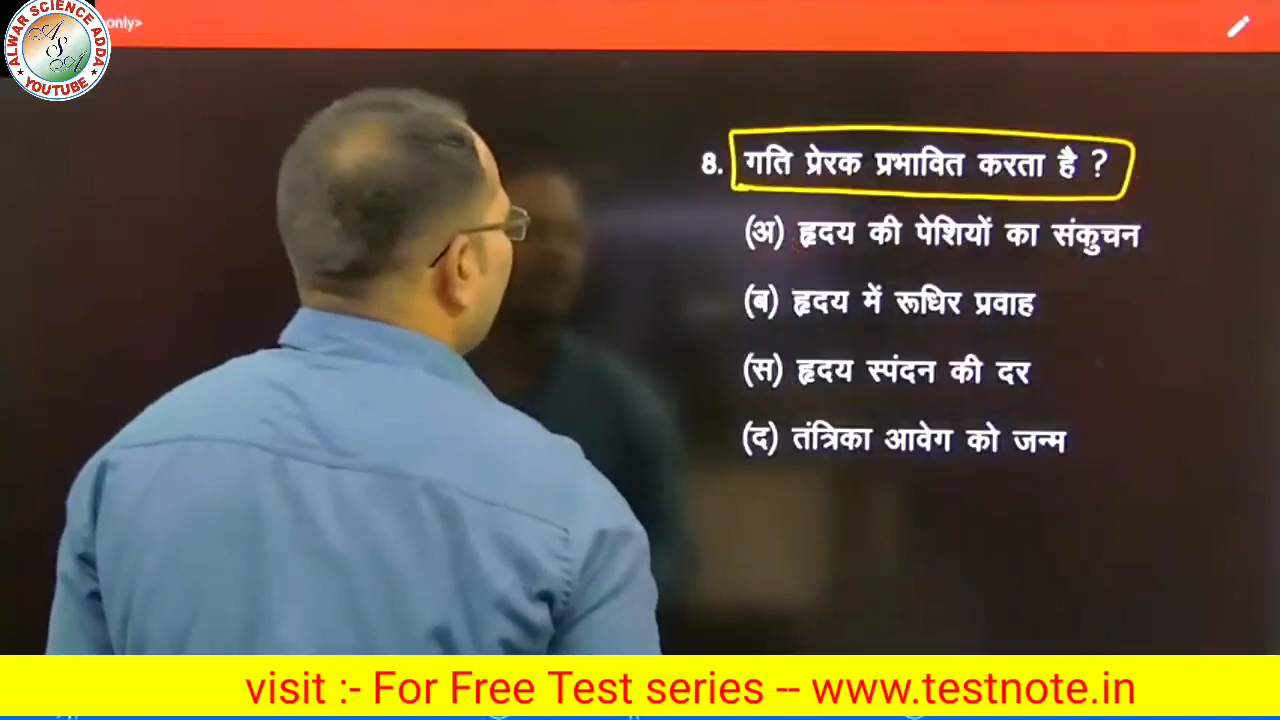 only>
ALWAR SCIENCE ADDA
ASA
★ YOUTUBE ★
8. गति प्रेरक प्रभावित करता है ?
(अ) हृदय की पेशियों का संकुचन
(ब) हृदय में रूधिर प्रवाह
(स) हृदय स्पंदन की दर
(द) तंत्रिका आवेग को जन्म
visit :- For Free Test series -- www.testnote.in